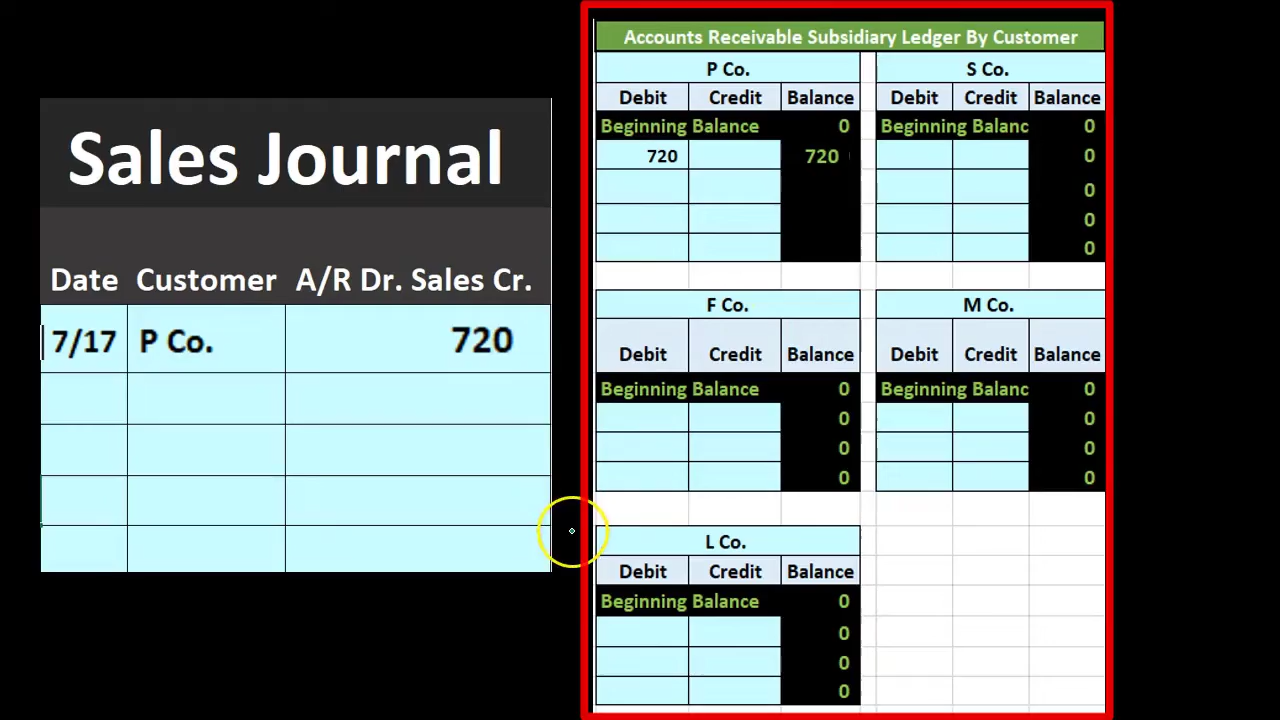 Sales Journal
Date Customer A/R Dr. Sales Cr.
7/17 P Co. 720
Accounts Receivable Subsidiary Ledger By Customer
P Co. S Co.
Debit Credit Balance Debit Credit Balance
Beginning Balance 0 Beginning Balanc 0
720 720 0
0
0
0
F Co. M Co.
Debit Credit Balance Debit Credit Balance
Beginning Balance 0 Beginning Balanc 0
0 0
0 0
0 0
L Co.
Debit Credit Balance
Beginning Balance 0
0
0
0